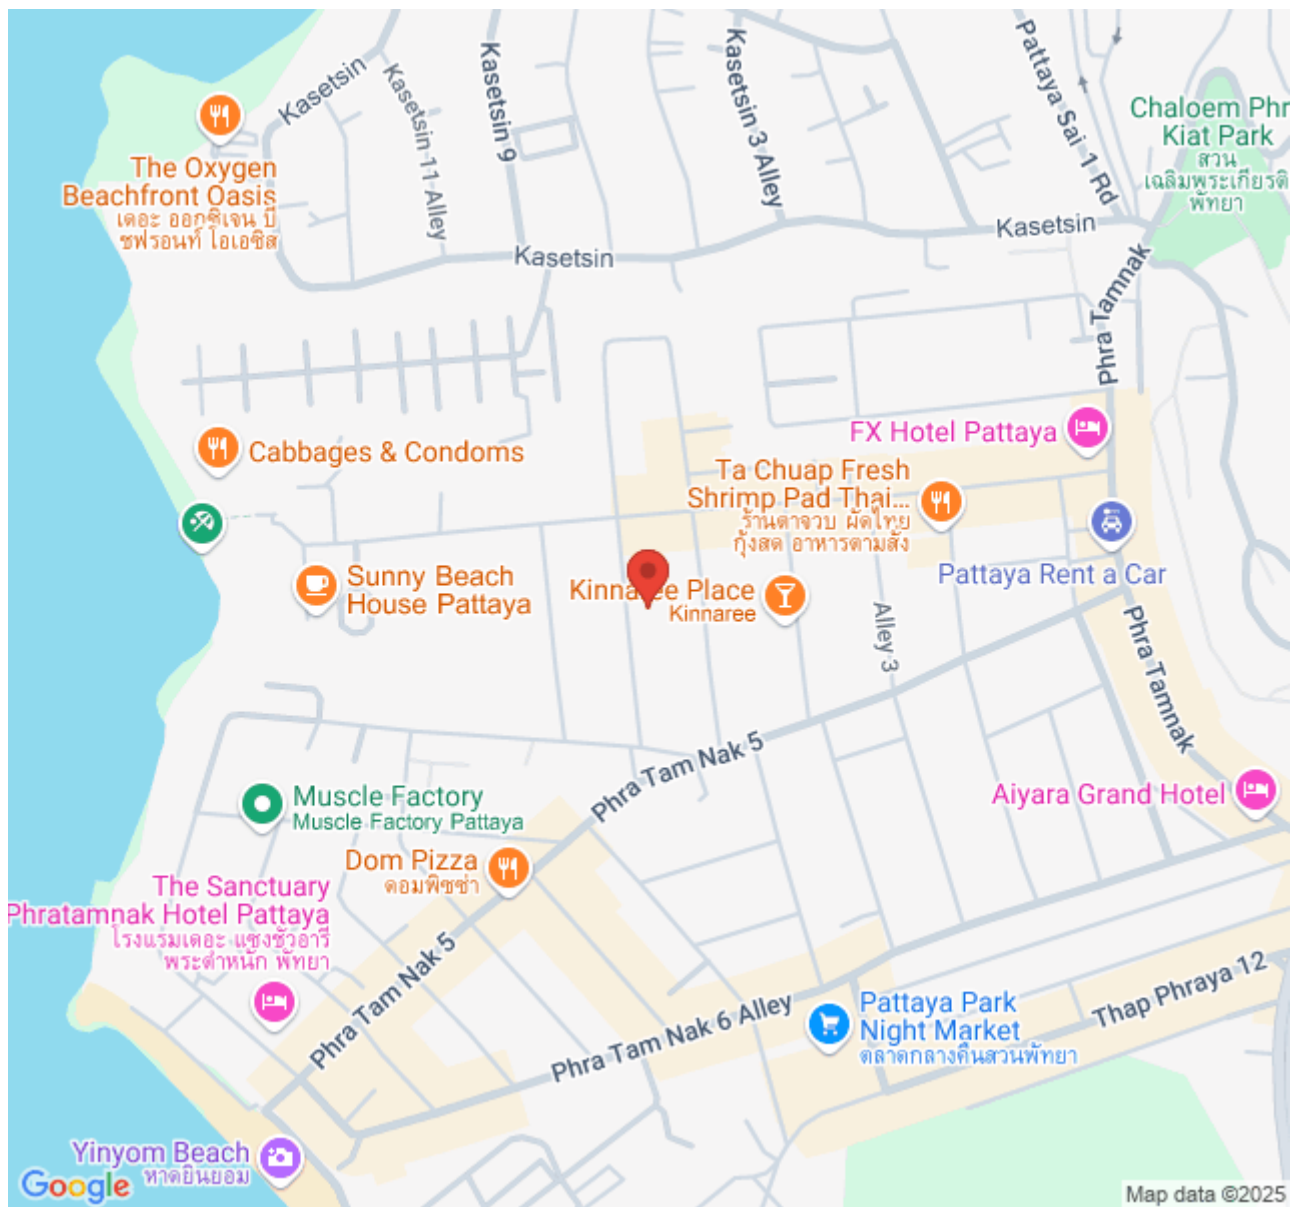 Kasetsin
Kasetsin 11 Alley
Kasetsin 9
Kasetsin 3 Alley
Pattaya Sai 1 Rd
Chaloem Phr
Kiat Park
สวน
เฉลิมพระเกียรติ
พัทยา
The Oxygen
Beachfront Oasis
เดอะ ออกซิเจน บี
ชฟรอนท์ โอเอซิส
Kasetsin
Kasetsin
Phra Tamnak
FX Hotel Pattaya
Cabbages & Condoms
Ta Chuap Fresh
Shrimp Pad Thai...
ร้านตาจวบ ผัดไทย
กุ้งสด อาหารตามสั่ง
Sunny Beach
House Pattaya
Kinnaree Place
Kinnaree
Pattaya Rent a Car
Alley 3
Phra Tamnak
Phra Tam Nak 5
Muscle Factory
Muscle Factory Pattaya
Aiyara Grand Hotel
Dom Pizza
ดอมพิซซ่า
The Sanctuary
Phratamnak Hotel Pattaya
โรงแรมเดอะ แซงชัวอารี
พระตำหนัก พัทยา
Phra Tam Nak 5
Phra Tam Nak 6 Alley
Pattaya Park
Night Market
ตลาดกลางคืนสวนพัทยา
Thap Phraya 12
Yinyom Beach
หาดยินยอม
Google
Map data ©2025